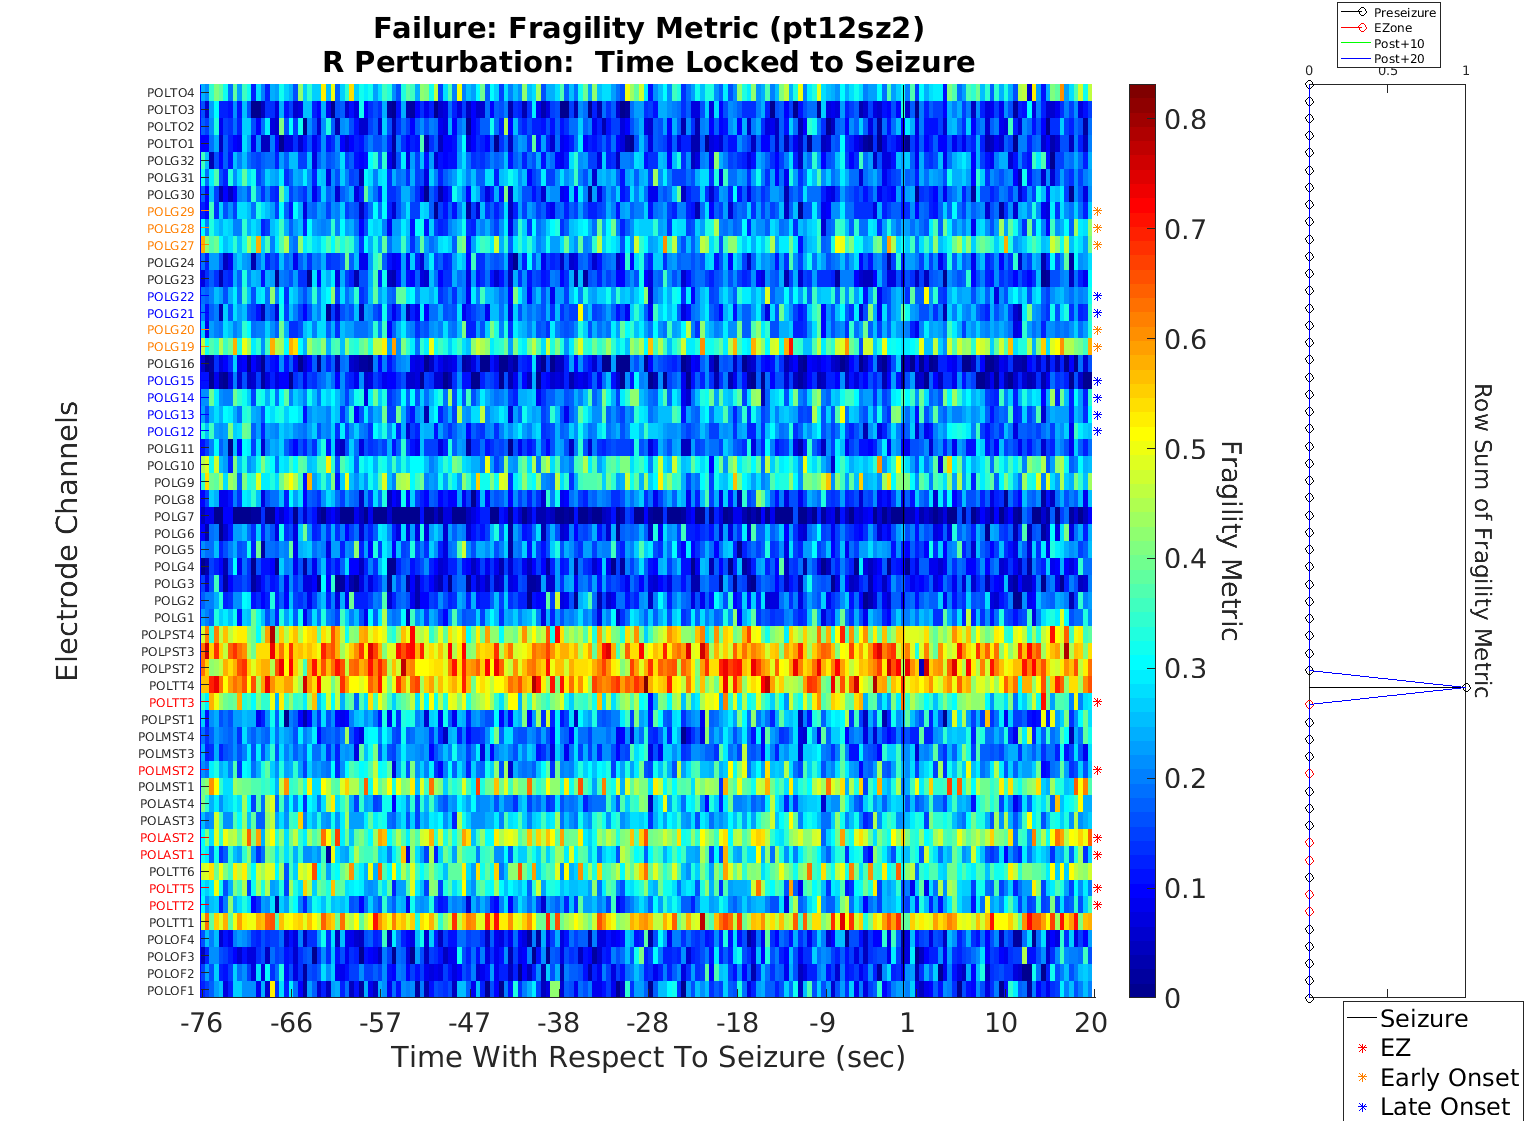 Failure: Fragility Metric (pt12sz2)
R Perturbation:  Time Locked to Seizure
Electrode Channels
POLTO4
POLTO3
POLTO2
POLTO1
POLG32
POLG31
POLG30
POLG29
POLG28
POLG27
POLG24
POLG23
POLG22
POLG21
POLG20
POLG19
POLG16
POLG15
POLG14
POLG13
POLG12
POLG11
POLG10
POLG9
POLG8
POLG7
POLG6
POLG5
POLG4
POLG3
POLG2
POLG1
POLPST4
POLPST3
POLPST2
POLTT4
POLTT3
POLPST1
POLMST4
POLMST3
POLMST2
POLMST1
POLAST4
POLAST3
POLAST2
POLAST1
POLTT6
POLTT5
POLTT2
POLTT1
POLOF4
POLOF3
POLOF2
POLOF1
-76 -66 -57 -47 -38 -28 -18 -9 1 10 20
Time With Respect To Seizure (sec)
0.8
0.7
0.6
0.5
0.4
0.3
0.2
0.1
0
Fragility Metric
Preseizure
EZone
Post+10
Post+20
0 0.5 1
Row Sum of Fragility Metric
Seizure
EZ
Early Onset
Late Onset